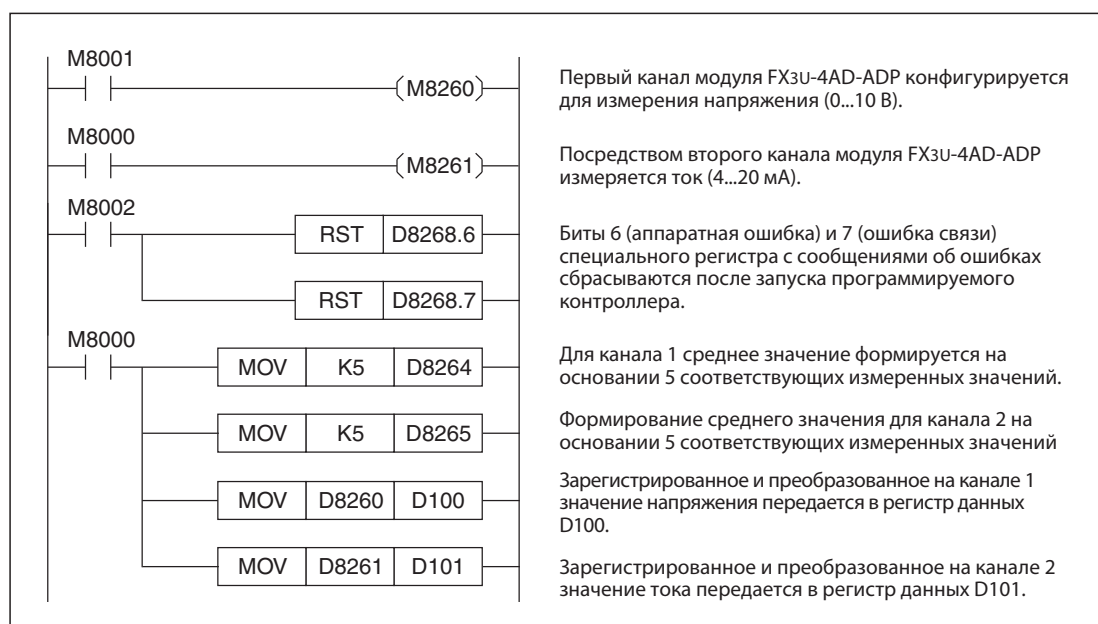 M8001
(M8260)
Первый канал модуля FX3U-4AD-ADP конфигурируется
для измерения напряжения (0...10 В).
M8000
(M8261)
Посредством второго канала модуля FX3U-4AD-ADP
измеряется ток (4...20 мА).
M8002
RST D8268.6
RST D8268.7
Биты 6 (аппаратная ошибка) и 7 (ошибка связи)
специального регистра с сообщениями об ошибках
сбрасываются после запуска программируемого
контроллера.
M8000
MOV K5 D8264
Для канала 1 среднее значение формируется на
основании 5 соответствующих измеренных значений.
MOV K5 D8265
Формирование среднего значения для канала 2 на
основании 5 соответствующих измеренных значений
MOV D8260 D100
Зарегистрированное и преобразованное на канале 1
значение напряжения передается в регистр данных
D100.
MOV D8261 D101
Зарегистрированное и преобразованное на канале 2
значение тока передается в регистр данных D101.